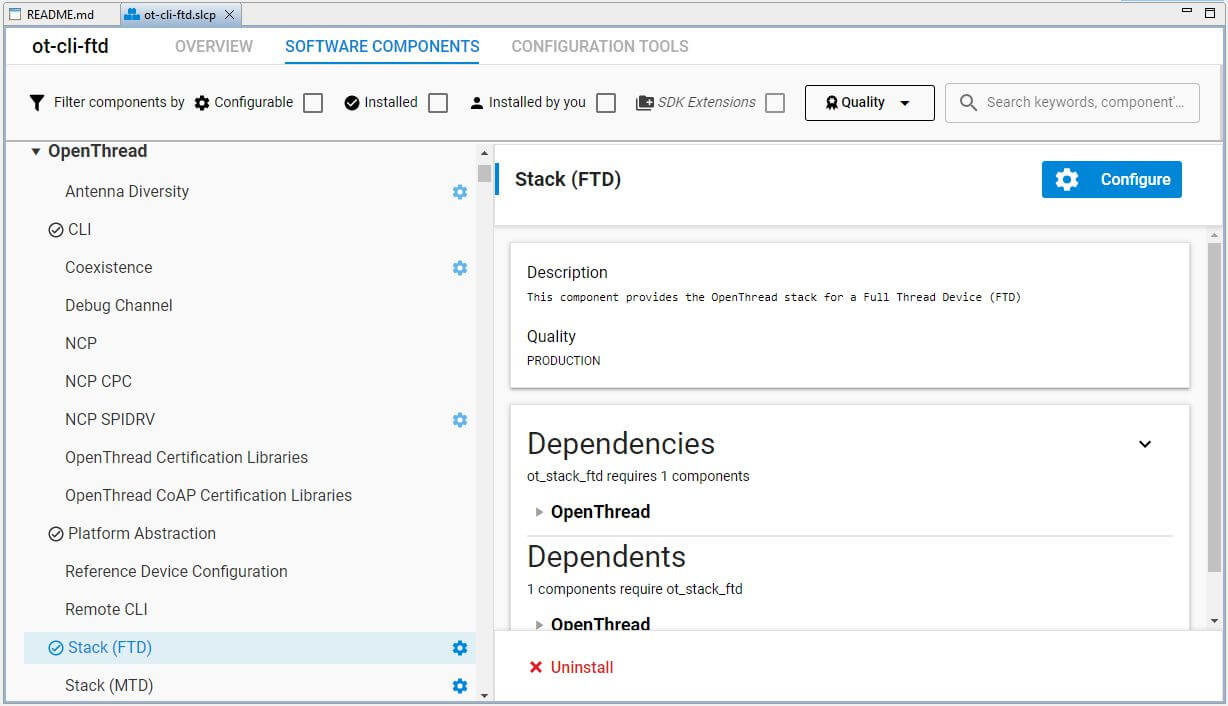 README.md
ot-cli-ftd.slcp
ot-cli-ftd
OVERVIEW
SOFTWARE COMPONENTS
CONFIGURATION TOOLS
Filter components by
Configurable
Installed
Installed by you
SDK Extensions
Quality
Search keywords, component'...
OpenThread
Antenna Diversity
CLI
Coexistence
Debug Channel
NCP
NCP CPC
NCP SPIDRV
OpenThread Certification Libraries
OpenThread CoAP Certification Libraries
Platform Abstraction
Reference Device Configuration
Remote CLI
Stack (FTD)
Stack (MTD)
Stack (FTD)
Configure
Description
This component provides the OpenThread stack for a Full Thread Device (FTD)
Quality
PRODUCTION
Dependencies
ot_stack_ftd requires 1 components
OpenThread
Dependents
1 components require ot_stack_ftd
OpenThread
Uninstall